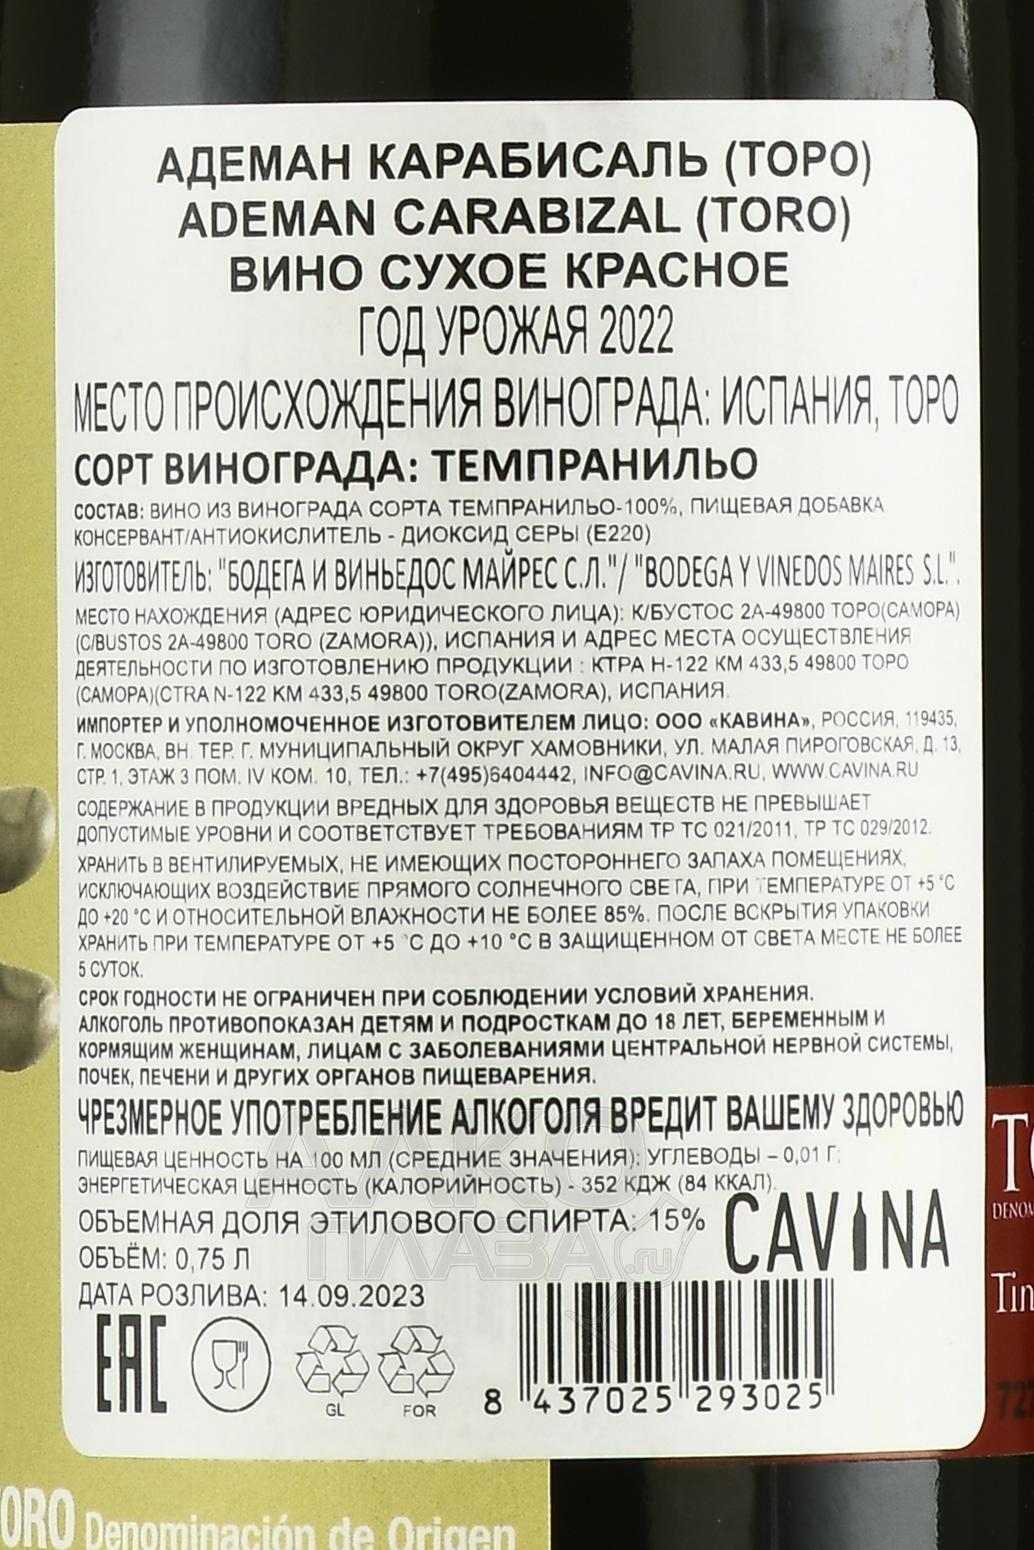 АДЕМАН КАРАБИСАЛЬ (ТОРО)
ADEMAN CARABIZAL (TORO)
ВИНО СУХОЕ КРАСНОЕ
ГОД УРОЖАЯ 2022
МЕСТО ПРОИСХОЖДЕНИЯ ВИНОГРАДА: ИСПАНИЯ, ТОРО
СОРТ ВИНОГРАДА: ТЕМПРАНИЛЬО
СОСТАВ: ВИНО ИЗ ВИНОГРАДА СОРТА ТЕМПРАНИЛЬО-100%, ПИЩЕВАЯ ДОБАВКА
КОНСЕРВАНТ/АНТИОКИСЛИТЕЛЬ - ДИОКСИД СЕРЫ (Е220)
ИЗГОТОВИТЕЛЬ: "БОДЕГА И ВИНЬЕДОС МАЙРЕС С.Л."/ "BODEGA Y VINEDOS MAIRES S.L.".
МЕСТО НАХОЖДЕНИЯ (АДРЕС ЮРИДИЧЕСКОГО ЛИЦА): К/БУСТОС 2А-49800 ТОРО(САМОРА)
(C/BUSTOS 2A-49800 TORO (ZAMORA)), ИСПАНИЯ И АДРЕС МЕСТА ОСУЩЕСТВЛЕНИЯ
ДЕЯТЕЛЬНОСТИ ПО ИЗГОТОВЛЕНИЮ ПРОДУКЦИИ : КТРА Н-122 КМ 433,5 49800 ТОРО
(САМОРА)(CTRA N-122 KM 433,5 49800 TORO(ZAMORA), ИСПАНИЯ.
ИМПОРТЕР И УПОЛНОМОЧЕННОЕ ИЗГОТОВИТЕЛЕМ ЛИЦО: ООО «КАВИНА», РОССИЯ, 119435,
Г. МОСКВА, ВН. ТЕР. Г. МУНИЦИПАЛЬНЫЙ ОКРУГ ХАМОВНИКИ, УЛ. МАЛАЯ ПИРОГОВСКАЯ, Д. 13,
СТР. 1, ЭТАЖ 3 ПОМ. IV КОМ. 10, ТЕЛ.: +7(495)6404442, INFO@CAVINA.RU, WWW.CAVINA.RU
СОДЕРЖАНИЕ В ПРОДУКЦИИ ВРЕДНЫХ ДЛЯ ЗДОРОВЬЯ ВЕЩЕСТВ НЕ ПРЕВЫШАЕТ
ДОПУСТИМЫЕ УРОВНИ И СООТВЕТСТВУЕТ ТРЕБОВАНИЯМ ТР ТС 021/2011, ТР ТС 029/2012.
ХРАНИТЬ В ВЕНТИЛИРУЕМЫХ, НЕ ИМЕЮЩИХ ПОСТОРОННЕГО ЗАПАХА ПОМЕЩЕНИЯХ,
ИСКЛЮЧАЮЩИХ ВОЗДЕЙСТВИЕ ПРЯМОГО СОЛНЕЧНОГО СВЕТА, ПРИ ТЕМПЕРАТУРЕ ОТ +5 °С
ДО +20 °С И ОТНОСИТЕЛЬНОЙ ВЛАЖНОСТИ НЕ БОЛЕЕ 85%. ПОСЛЕ ВСКРЫТИЯ УПАКОВКИ
ХРАНИТЬ ПРИ ТЕМПЕРАТУРЕ ОТ +5 °С ДО +10 °С В ЗАЩИЩЕННОМ ОТ СВЕТА МЕСТЕ НЕ БОЛЕЕ
5 СУТОК.
СРОК ГОДНОСТИ НЕ ОГРАНИЧЕН ПРИ СОБЛЮДЕНИИ УСЛОВИЙ ХРАНЕНИЯ.
АЛКОГОЛЬ ПРОТИВОПОКАЗАН ДЕТЯМ И ПОДРОСТКАМ ДО 18 ЛЕТ, БЕРЕМЕННЫМ И
КОРМЯЩИМ ЖЕНЩИНАМ, ЛИЦАМ С ЗАБОЛЕВАНИЯМИ ЦЕНТРАЛЬНОЙ НЕРВНОЙ СИСТЕМЫ,
ПОЧЕК, ПЕЧЕНИ И ДРУГИХ ОРГАНОВ ПИЩЕВАРЕНИЯ.
ЧРЕЗМЕРНОЕ УПОТРЕБЛЕНИЕ АЛКОГОЛЯ ВРЕДИТ ВАШЕМУ ЗДОРОВЬЮ
ПИЩЕВАЯ ЦЕННОСТЬ НА 100 МЛ (СРЕДНИЕ ЗНАЧЕНИЯ): УГЛЕВОДЫ – 0,01 Г;
ЭНЕРГЕТИЧЕСКАЯ ЦЕННОСТЬ (КАЛОРИЙНОСТЬ) - 352 КДЖ (84 ККАЛ).
ОБЪЕМНАЯ ДОЛЯ ЭТИЛОВОГО СПИРТА: 15%
ОБЪЁМ: 0,75 Л
ДАТА РОЗЛИВА: 14.09.2023
CAVINA
АЛКО
ПЛАЗА.ru
EAC
GL
FOR
8 437025 293025
TORO Denominación de Origen
Tin
727